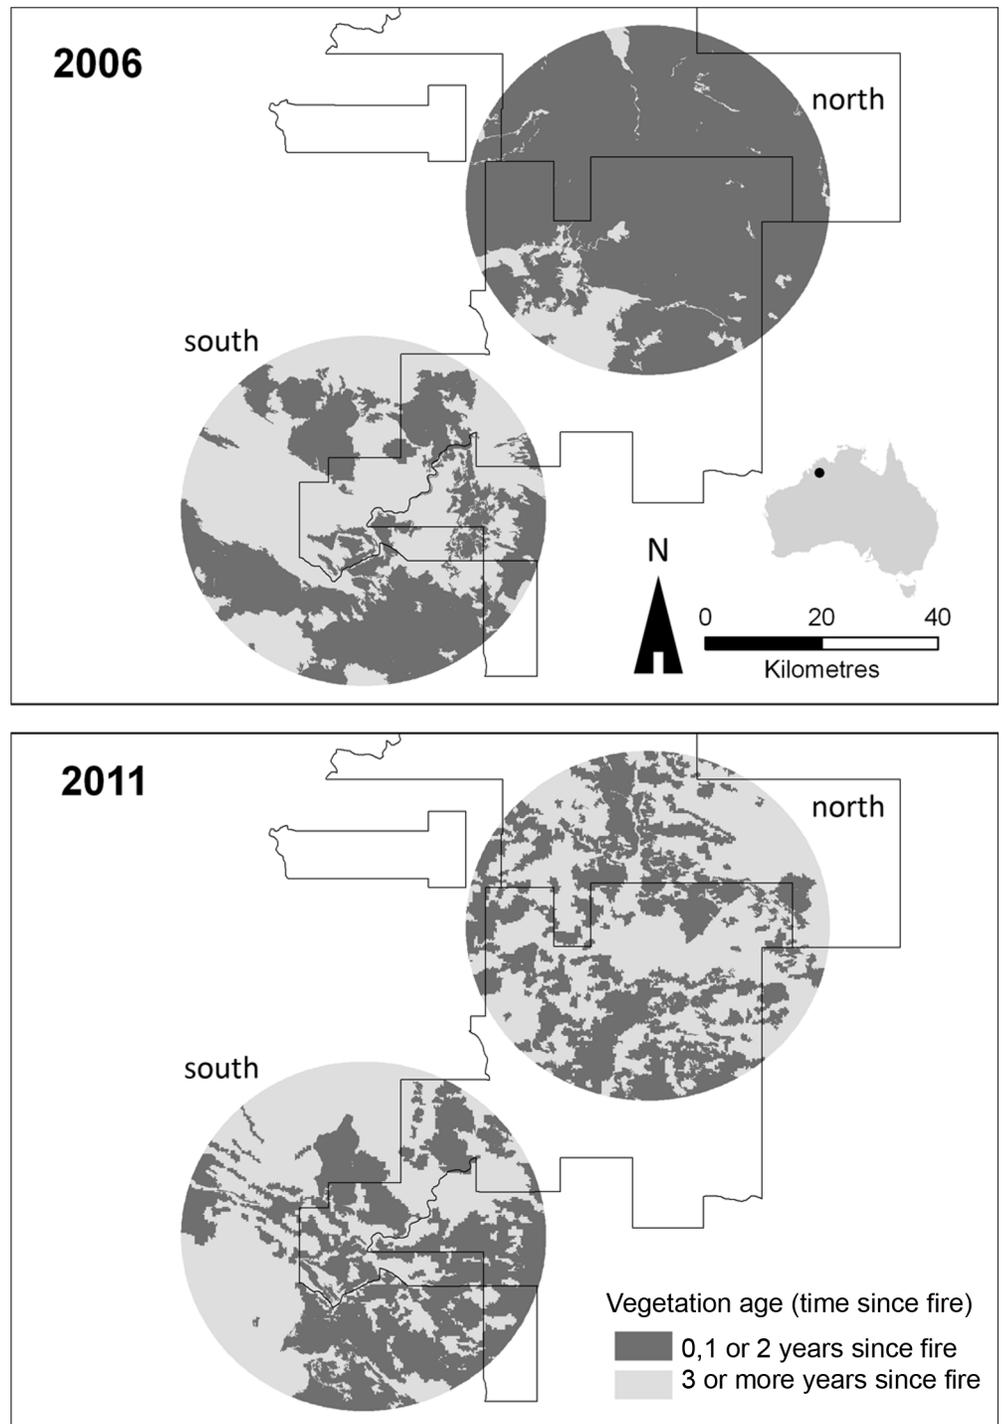 2006
north
south
N
0 20 40
Kilometres
2011
north
south
Vegetation age (time since fire)
0,1 or 2 years since fire
3 or more years since fire